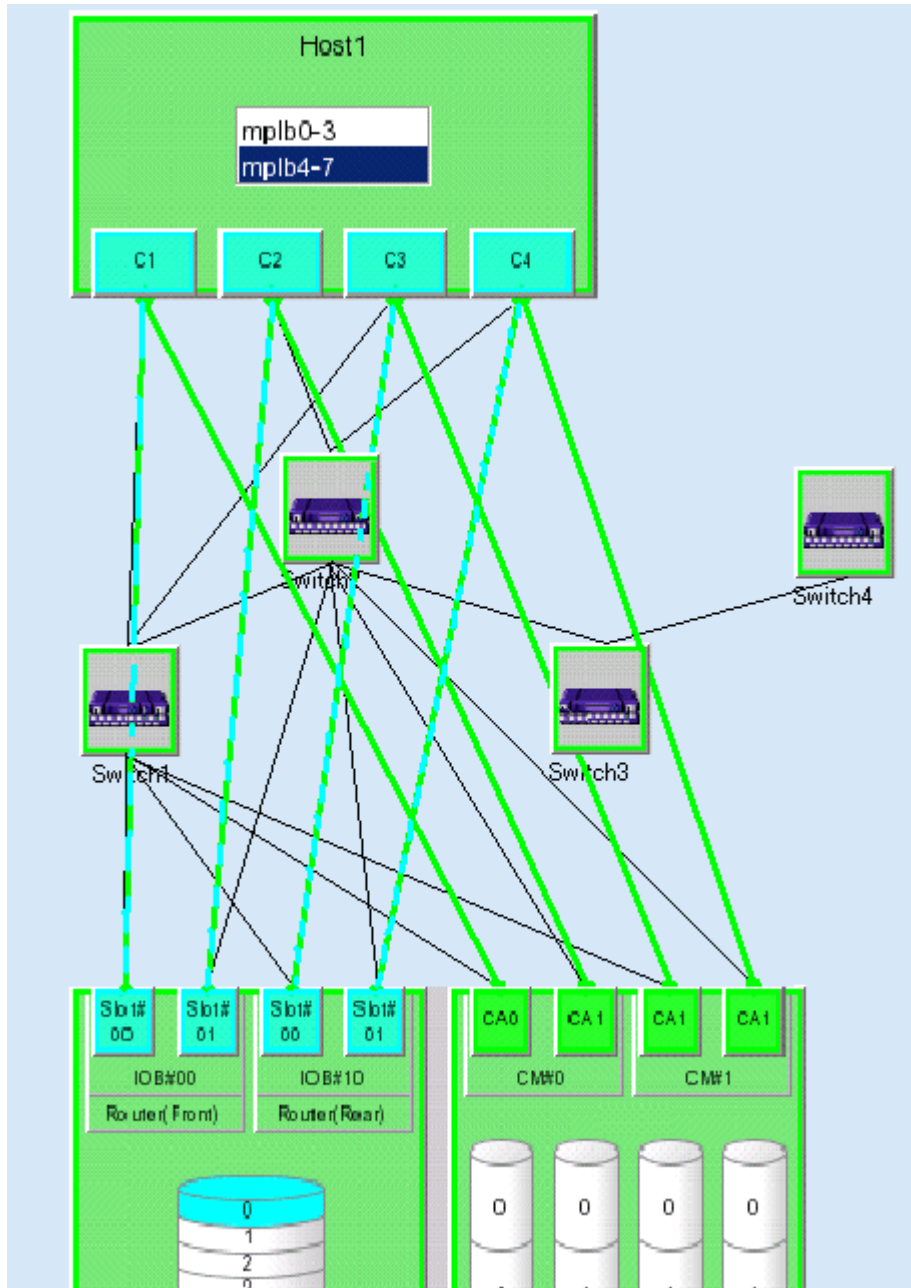 Host1
mplb0-3
mplb4-7
C1 C2 C3 C4
Switch
Switch4
Switch1
Switch3
Slot# 00 Slot# 01 Slot# 00 Slot# 01 CA0 CA1 CA1 CA1
IOB#00 IOB#10 CM#0 CM#1
Router(Front) Router(Rear)
0 0 0 0 0
1
2